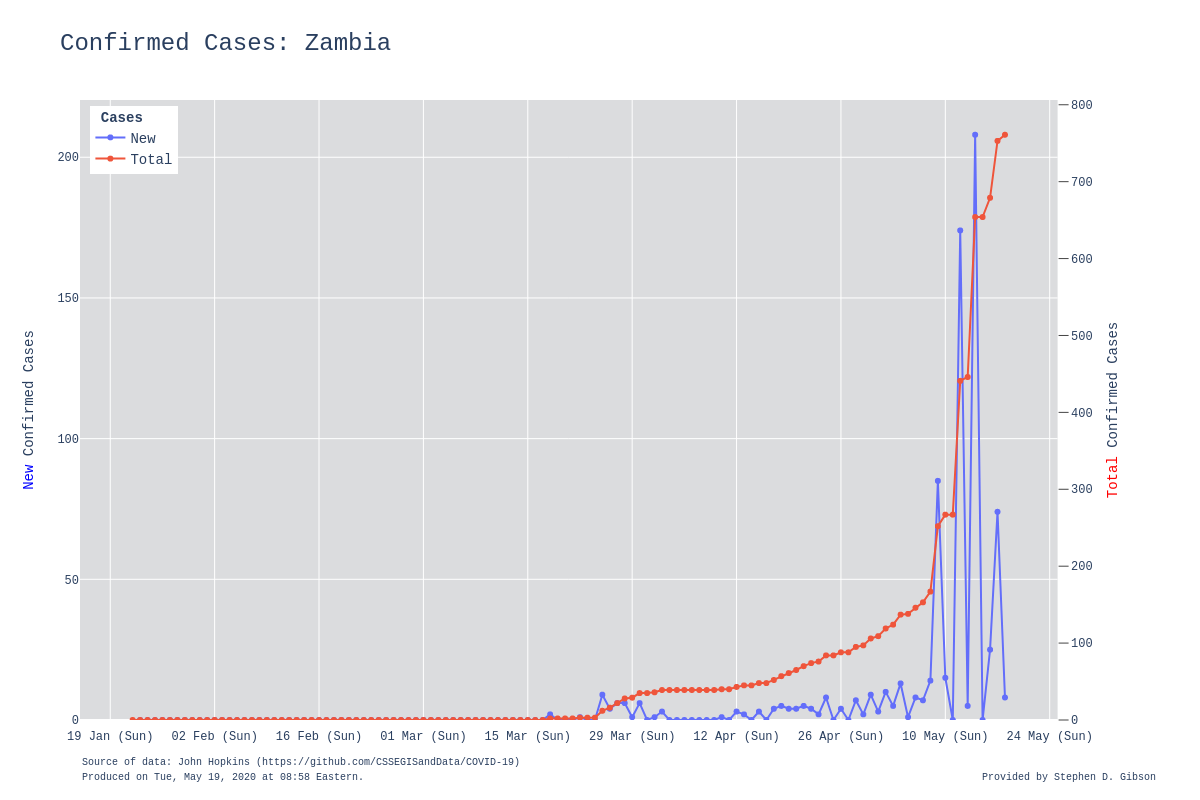 Confirmed Cases: Zambia
Cases
New
Total
200
150
100
50
0
800
700
600
500
400
300
200
100
0
New Confirmed Cases
Total Confirmed Cases
19 Jan (Sun) 02 Feb (Sun) 16 Feb (Sun) 01 Mar (Sun) 15 Mar (Sun) 29 Mar (Sun) 12 Apr (Sun) 26 Apr (Sun) 10 May (Sun) 24 May (Sun)
Source of data: John Hopkins (https://github.com/CSSEGISandData/COVID-19)
Produced on Tue, May 19, 2020 at 08:58 Eastern.
Provided by Stephen D. Gibson